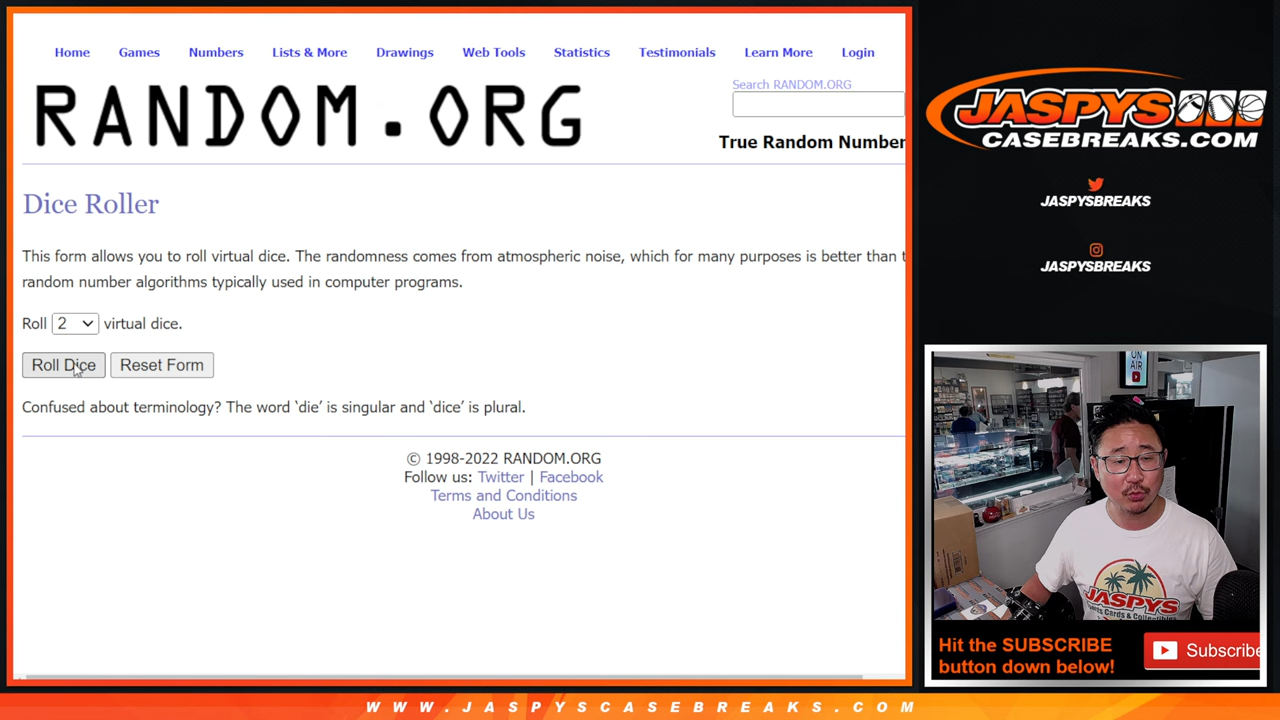 Home Games Numbers Lists & More Drawings Web Tools Statistics Testimonials Learn More Login
RANDOM.ORG
Search RANDOM.ORG
True Random Number
Dice Roller
This form allows you to roll virtual dice. The randomness comes from atmospheric noise, which for many purposes is better than t
random number algorithms typically used in computer programs.
Roll 2 virtual dice.
Roll Dice Reset Form
Confused about terminology? The word ‘die’ is singular and ‘dice’ is plural.
© 1998-2022 RANDOM.ORG
Follow us: Twitter | Facebook
Terms and Conditions
About Us
JASPYS
CASEBREAKS.COM
JASPYSBREAKS
JASPYSBREAKS
ON
AIR
JASPYS
Hit the SUBSCRIBE
button down below!
Subscribe
WWW.JASPYSCASEBREAKS.COM